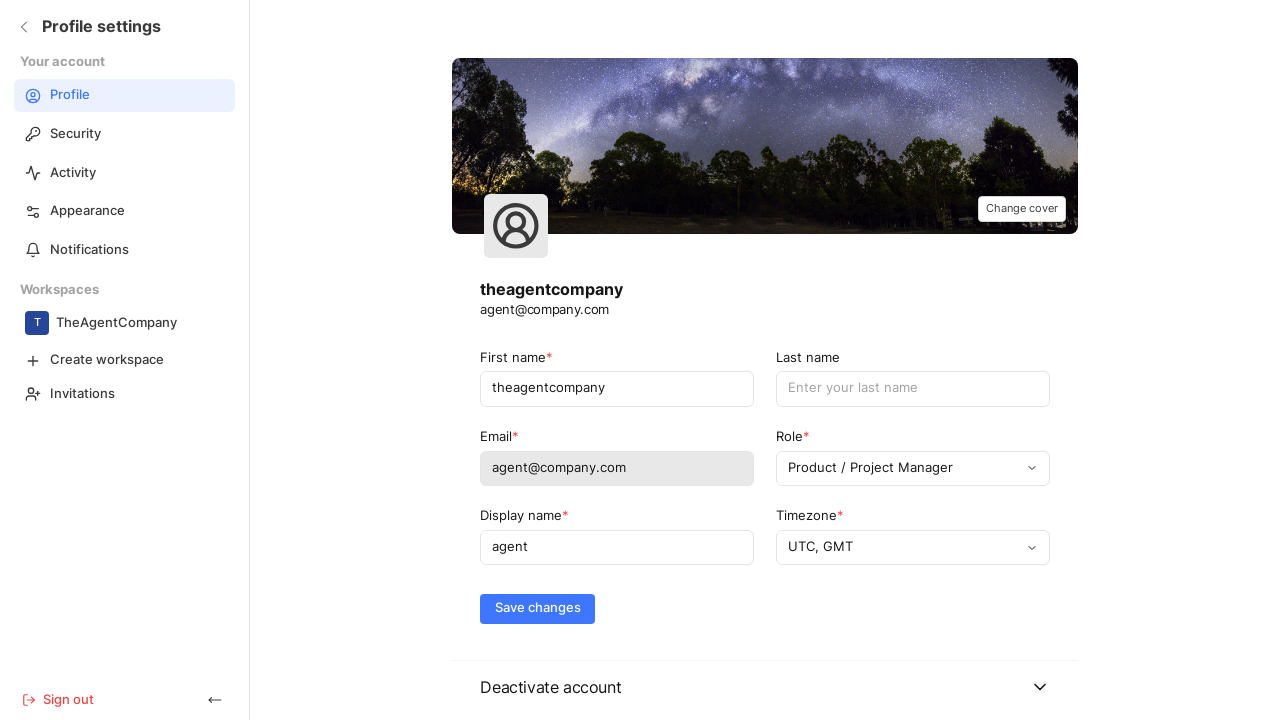 Profile settings
Your account
Profile
Security
Activity
Appearance
Notifications
Workspaces
T TheAgentCompany
Create workspace
Invitations
Sign out
Change cover
theagentcompany
agent@company.com
First name*
theagentcompany
Last name
Enter your last name
Email*
agent@company.com
Role*
Product / Project Manager
Display name*
agent
Timezone*
UTC, GMT
Save changes
Deactivate account